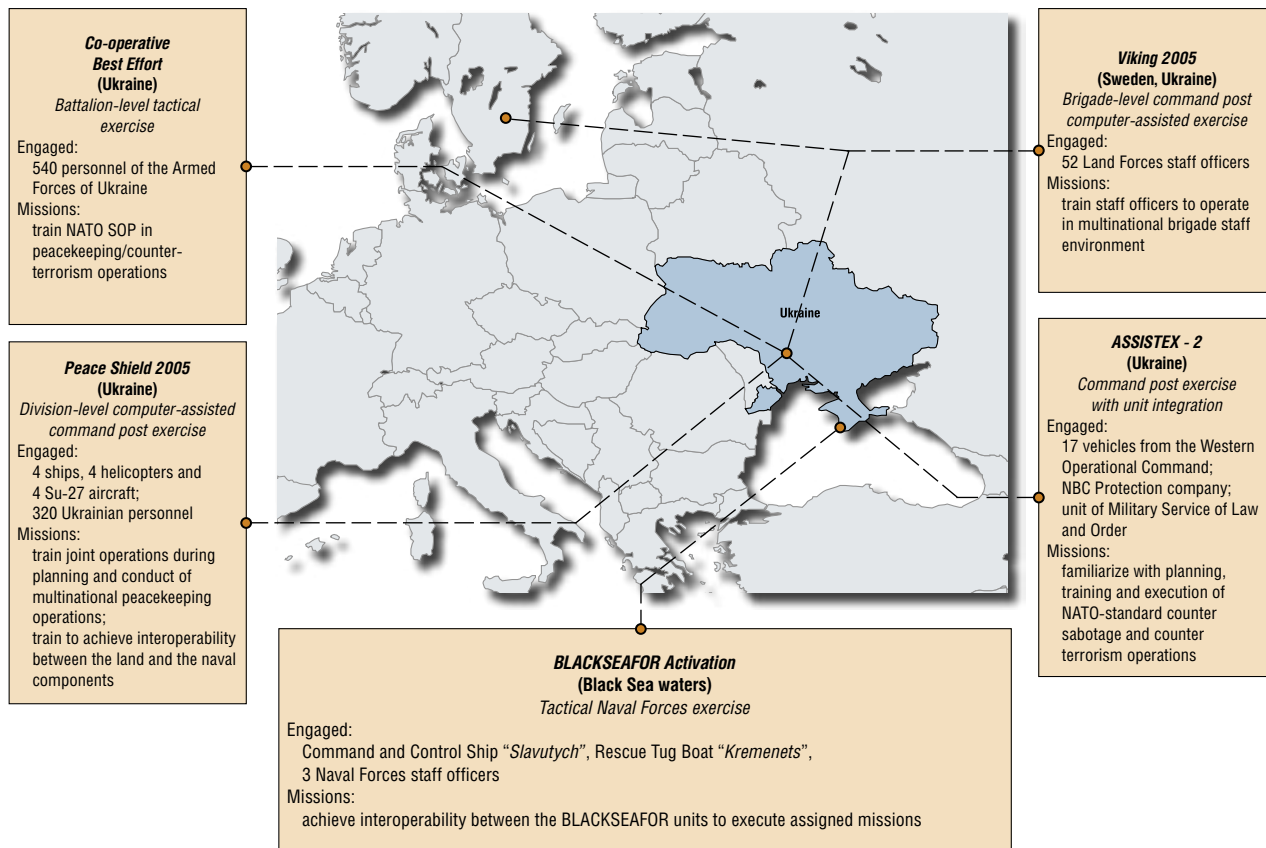 Co-operative
Best Effort
(Ukraine)
Battalion-level tactical
exercise
Engaged:
540 personnel of the Armed
Forces of Ukraine
Missions:
train NATO SOP in
peacekeeping/counter-
terrorism operations
Peace Shield 2005
(Ukraine)
Division-level computer-assisted
command post exercise
Engaged:
4 ships, 4 helicopters and
4 Su-27 aircraft;
320 Ukrainian personnel
Missions:
train joint operations during
planning and conduct of
multinational peacekeeping
operations;
train to achieve interoperability
between the land and the naval
components
Ukraine
Viking 2005
(Sweden, Ukraine)
Brigade-level command post
computer-assisted exercise
Engaged:
52 Land Forces staff officers
Missions:
train staff officers to operate
in multinational brigade staff
environment
ASSISTEX - 2
(Ukraine)
Command post exercise
with unit integration
Engaged:
17 vehicles from the Western
Operational Command;
NBC Protection company;
unit of Military Service of Law
and Order
Missions:
familiarize with planning,
training and execution of
NATO-standard counter
sabotage and counter
terrorism operations
BLACKSEAFOR Activation
(Black Sea waters)
Tactical Naval Forces exercise
Engaged:
Command and Control Ship “Slavutych”, Rescue Tug Boat “Kremenets”,
3 Naval Forces staff officers
Missions:
achieve interoperability between the BLACKSEAFOR units to execute assigned missions